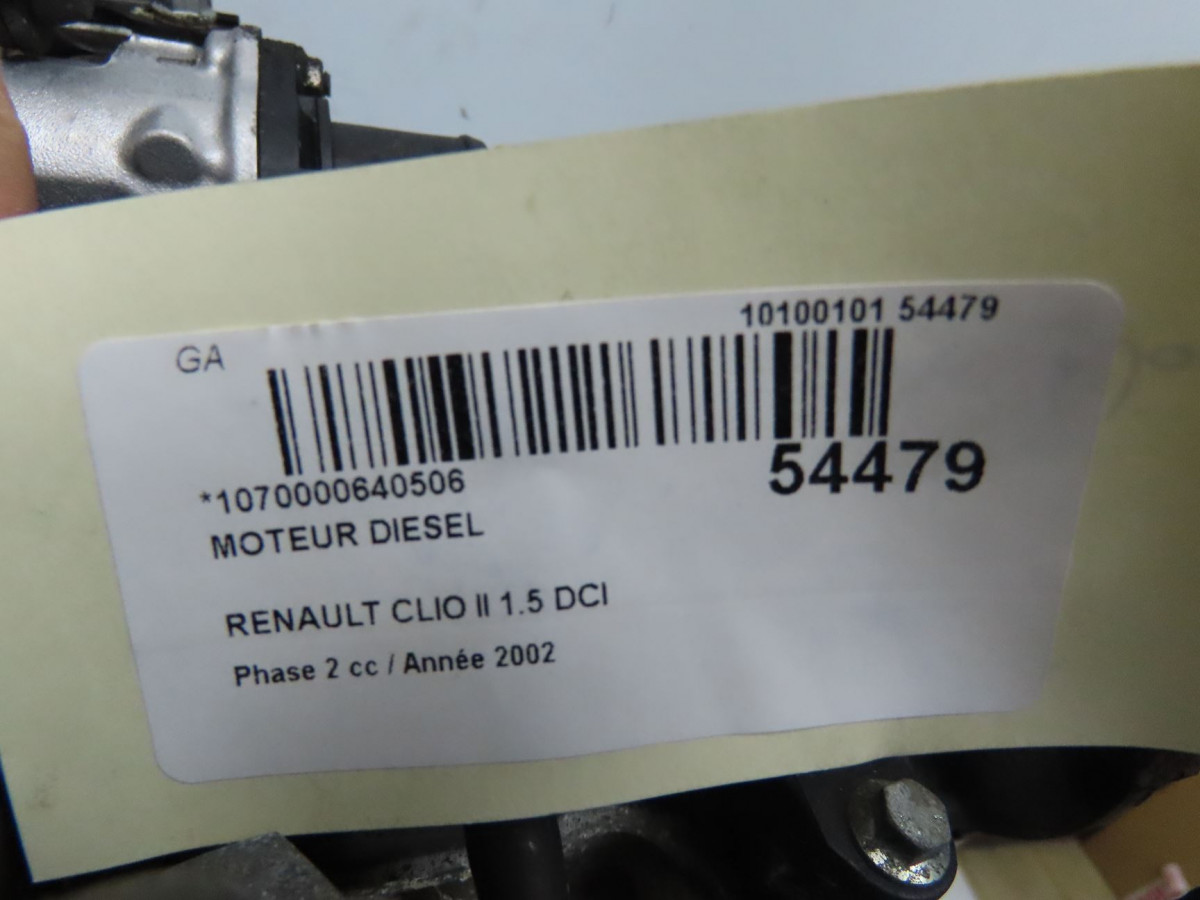 10100101 54479
GA
54479
*1070000640506
MOTEUR DIESEL
RENAULT CLIO II 1.5 DCI
Phase 2 cc / Année 2002